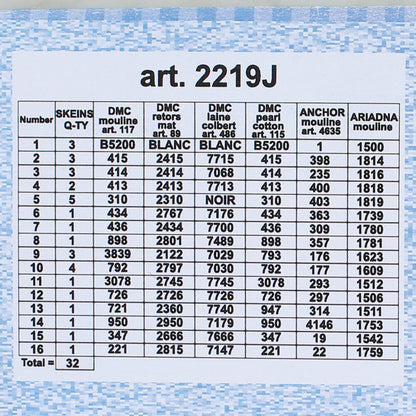 art. 2219J
Number SKEINS Q-TY DMC mouline art. 117 DMC retors mat art. 89 DMC laine colbert art. 486 DMC pearl cotton art. 115 ANCHOR mouline art. 4635 ARIADNA mouline
1 3 B5200 BLANC BLANC B5200 1 1500
2 3 415 2415 7715 415 398 1814
3 3 414 2414 7068 414 235 1816
4 2 413 2413 7713 413 400 1818
5 5 310 2310 NOIR 310 403 1819
6 1 434 2767 7176 434 363 1739
7 1 436 2434 7700 436 309 1780
8 1 898 2801 7489 898 357 1781
9 3 3839 2122 7029 793 176 1623
10 4 792 2797 7030 792 177 1609
11 1 3078 2745 7745 3078 293 1512
12 1 726 2726 7726 726 297 1506
13 1 721 2360 7740 947 314 1511
14 1 950 2950 7179 950 4146 1753
15 1 347 2666 7666 347 19 1542
16 1 221 2815 7147 221 22 1759
Total = 32